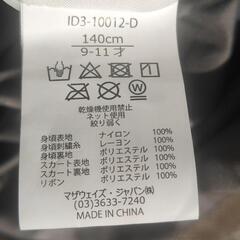 ID3-10012-D
140cm
9-11才
乾燥機使用不可
ネット使用
絞り弱く
身頃表地 ナイロン 100%
身頃刺繍糸 レーヨン 100%
身頃裏地 ポリエステル 100%
スカート表地 ポリエステル 100%
スカート裏地 ポリエステル 100%
リボン ポリエステル 100%
マザウェイズ・ジャパン㈱
(03)3633-7240
MADE IN CHINA